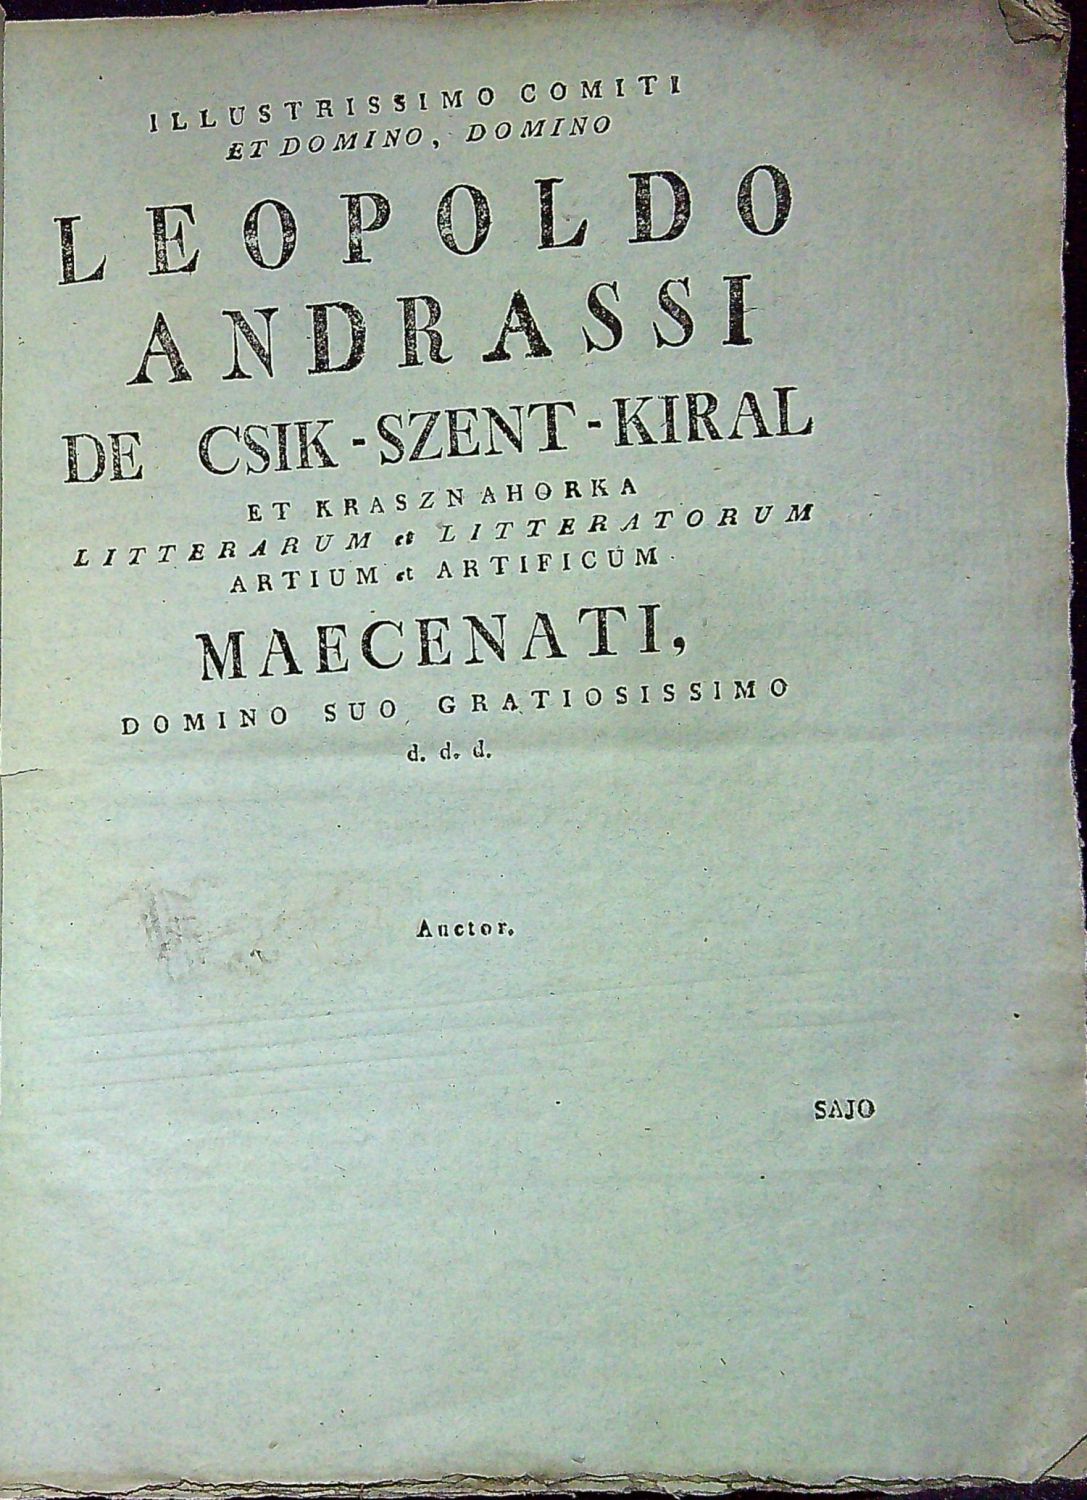 ILLUSTRISSIMO COMITI
ET DOMINO, DOMINO
LEOPOLDO
ANDRASSI
DE CSIK-SZENT-KIRAL
ET KRASZNAHORKA
LITTERARUM et LITTERATORUM
ARTIUM et ARTIFICUM
MAECENATI,
DOMINO SUO GRATIOSISSIMO
d. d. d.
Auctor.
SAJO